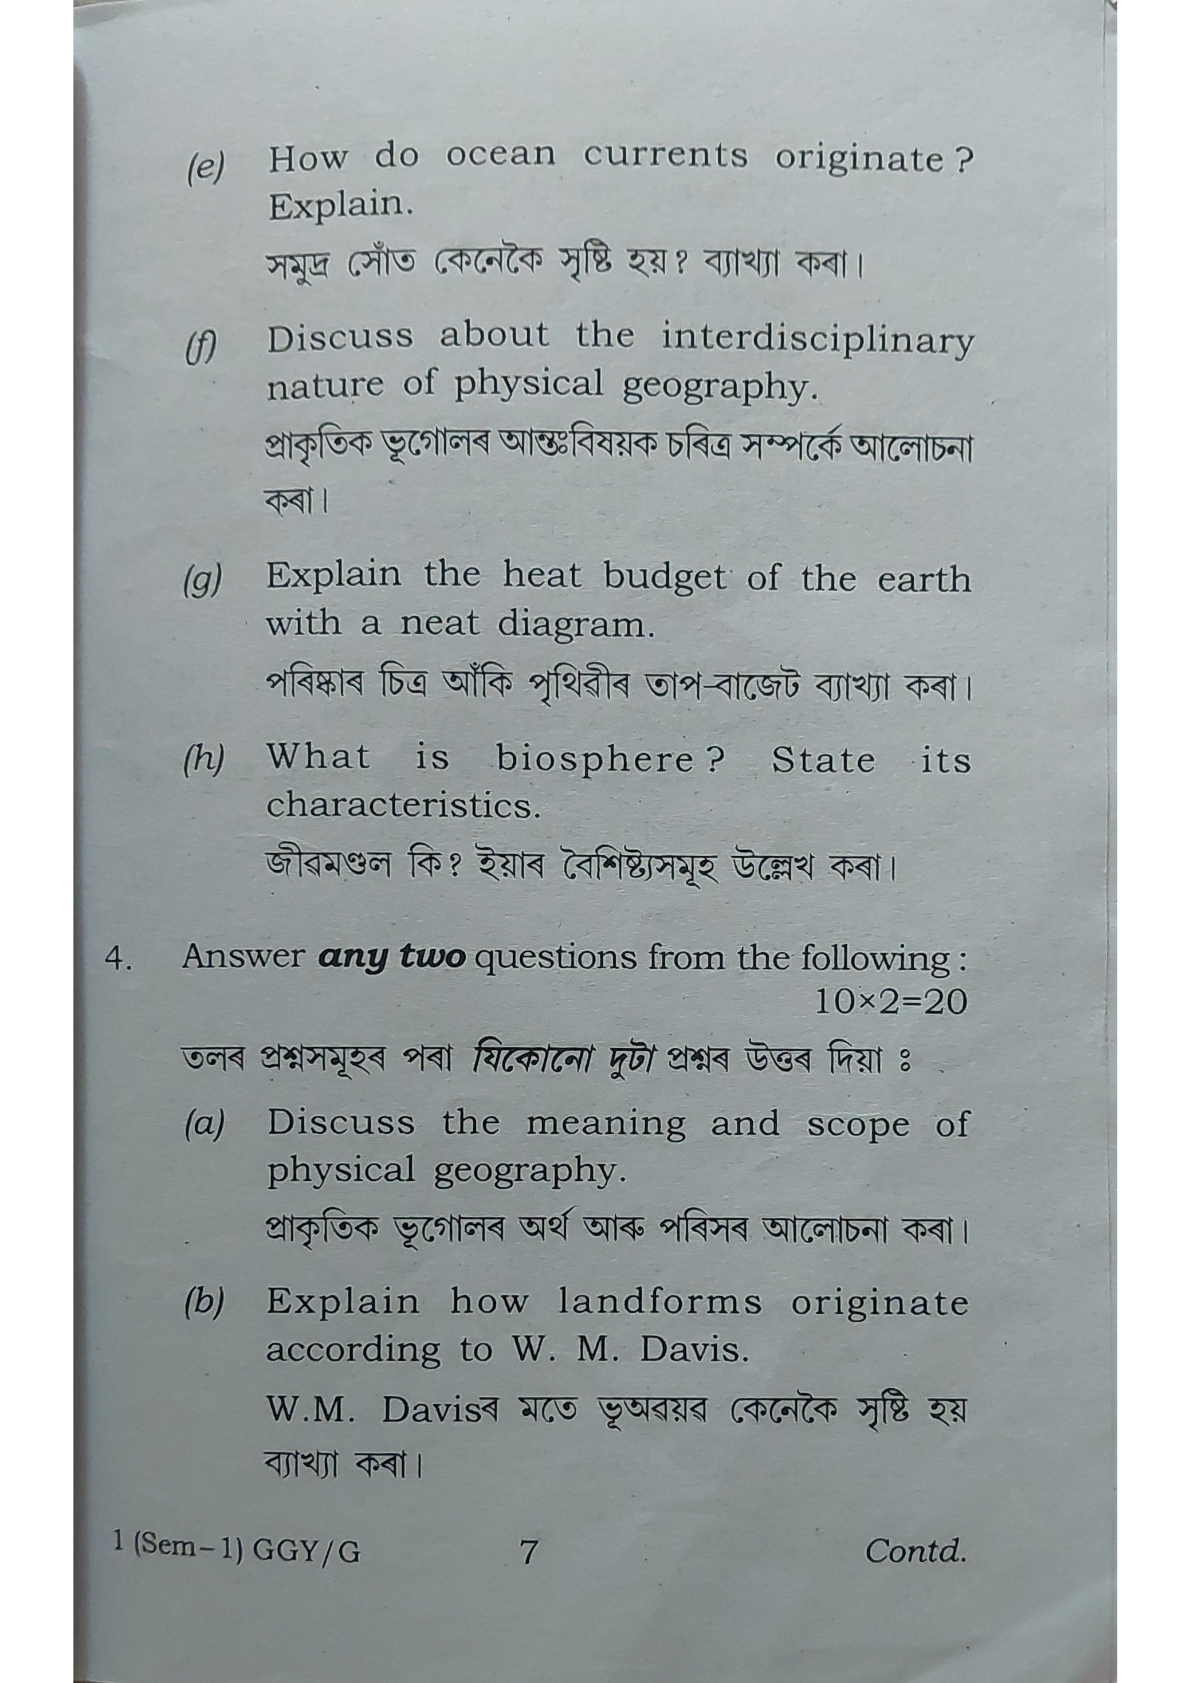 (e) How do ocean currents originate ?
Explain.
সমুদ্ৰ সোঁত কেনেকৈ সৃষ্টি হয় ? ব্যাখ্যা কৰা।
(f) Discuss about the interdisciplinary
nature of physical geography.
প্ৰাকৃতিক ভূগোলৰ আন্তঃবিষয়ক চৰিত্ৰ সম্পৰ্কে আলোচনা
কৰা।
(g) Explain the heat budget of the earth
with a neat diagram.
পৰিষ্কাৰ চিত্ৰ আঁকি পৃথিৱীৰ তাপ-বাজেট ব্যাখ্যা কৰা।
(h) What is biosphere ? State its
characteristics.
জীৱমণ্ডল কি? ইয়াৰ বৈশিষ্ট্যসমূহ উল্লেখ কৰা।
4. Answer any two questions from the following :
10×2=20
তলৰ প্ৰশ্নসমূহৰ পৰা যিকোনো দুটা প্ৰশ্নৰ উত্তৰ দিয়া ঃ
(a) Discuss the meaning and scope of
physical geography.
প্ৰাকৃতিক ভূগোলৰ অৰ্থ আৰু পৰিসৰ আলোচনা কৰা।
(b) Explain how landforms originate
according to W. M. Davis.
W.M. Davisৰ মতে ভূঅৱয়ৱ কেনেকৈ সৃষ্টি হয়
ব্যাখ্যা কৰা।
1 (Sem–1) GGY/G 7 Contd.